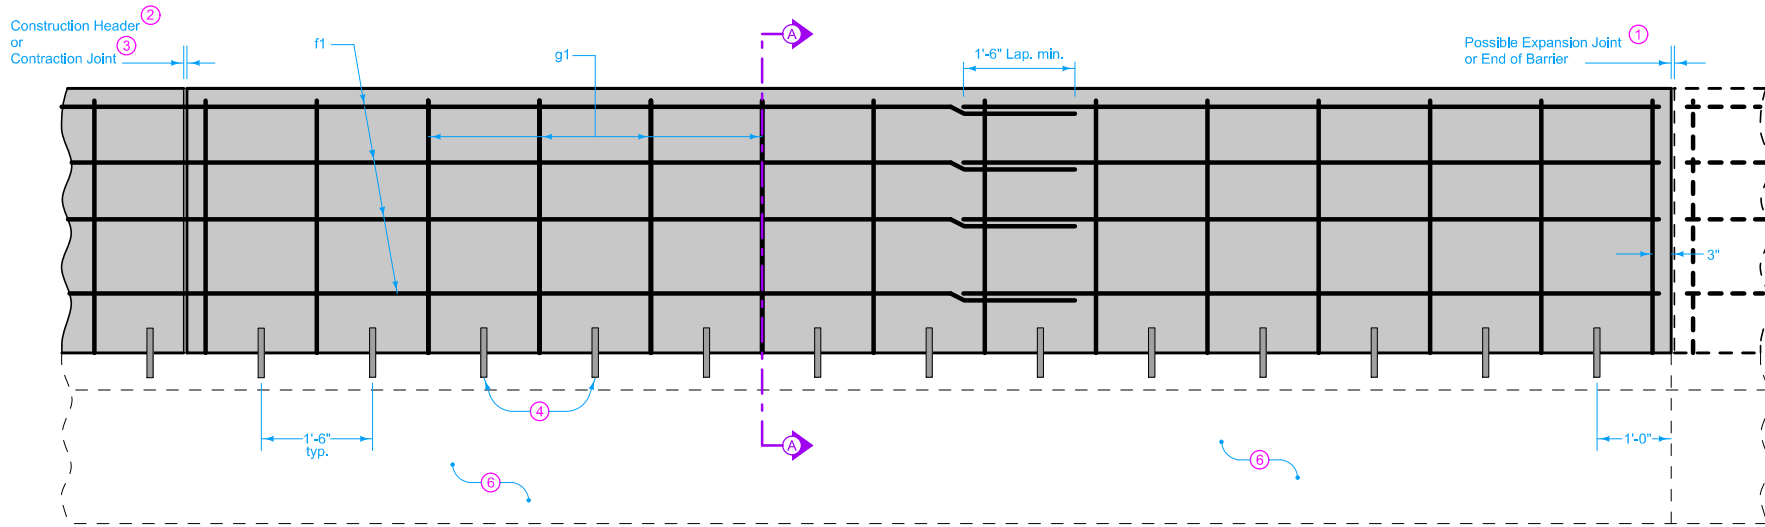 Construction Header 2
or
Contraction Joint 3
f1
g1
A
1'-6" Lap. min.
Possible Expansion Joint 1
or End of Barrier
3"
4
1'-6"
typ.
A
1'-0"
6
6